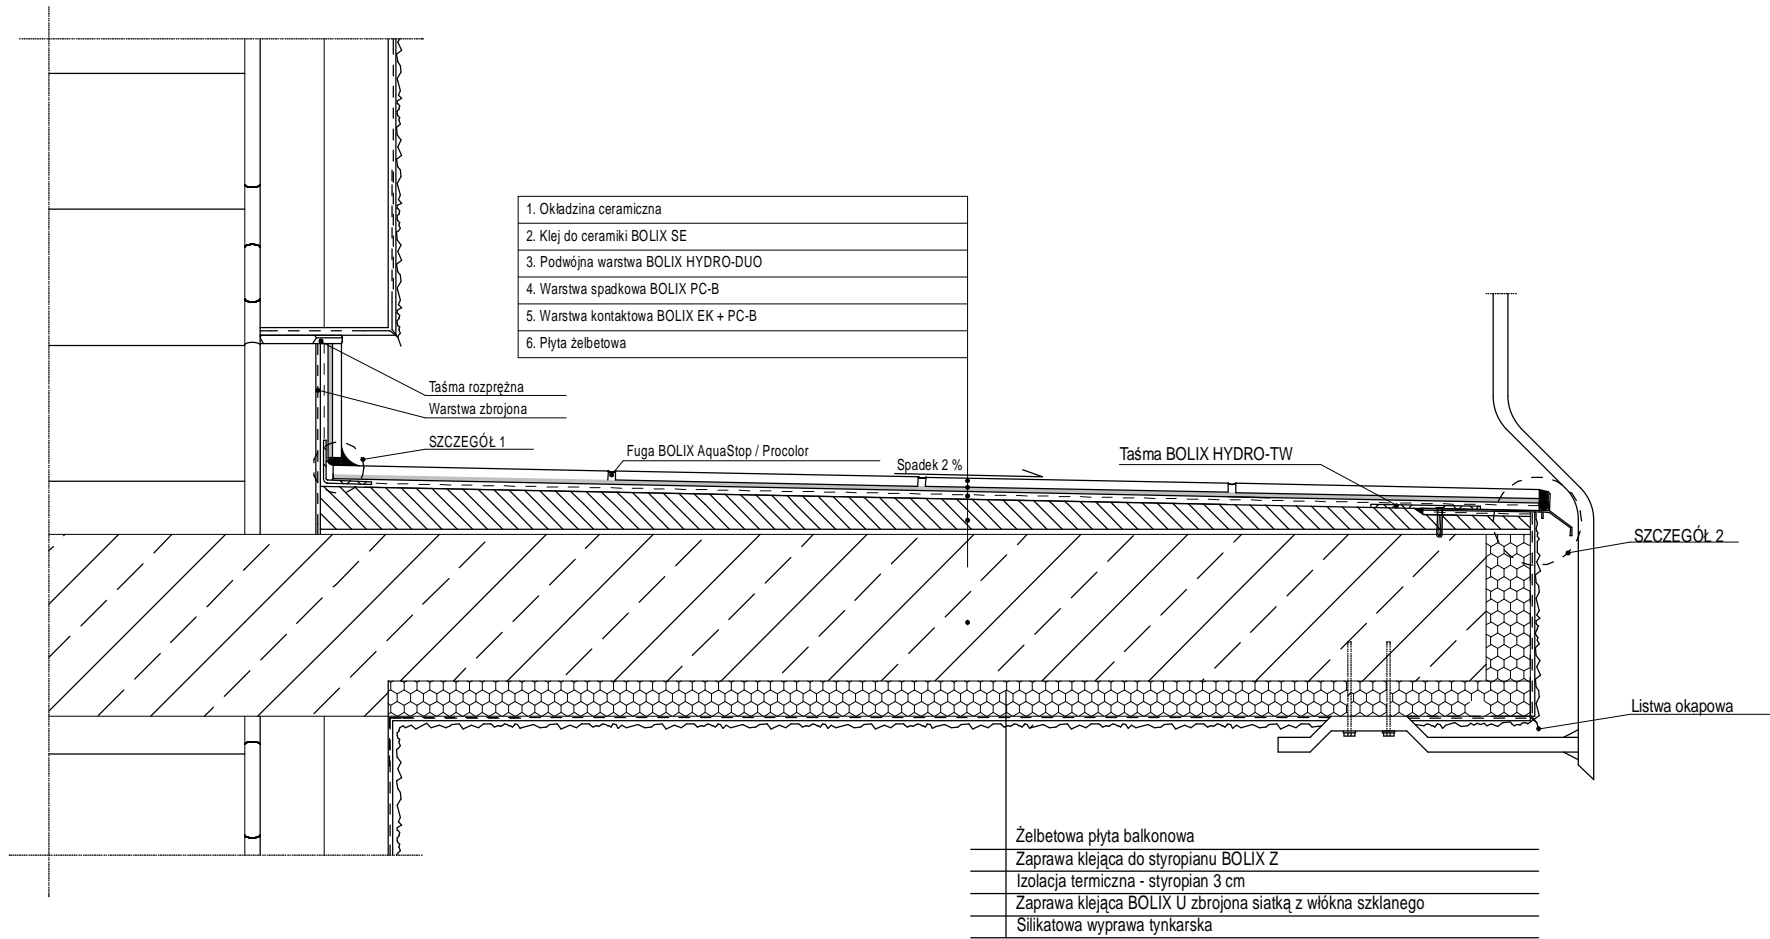 1. Okładzina ceramiczna
2. Klej do ceramiki BOLIX SE
3. Podwójna warstwa BOLIX HYDRO-DUO
4. Warstwa spadkowa BOLIX PC-B
5. Warstwa kontaktowa BOLIX EK + PC-B
6. Płyta żelbetowa
Taśma rozprężna
Warstwa zbrojona
SZCZEGÓŁ 1
Fuga BOLIX AquaStop / Procolor
Spadek 2 %
Taśma BOLIX HYDRO-TW
SZCZEGÓŁ 2
Listwa okapowa
Żelbetowa płyta balkonowa
Zaprawa klejąca do styropianu BOLIX Z
Izolacja termiczna - styropian 3 cm
Zaprawa klejąca BOLIX U zbrojona siatką z włókna szklanego
Silikatowa wyprawa tynkarska